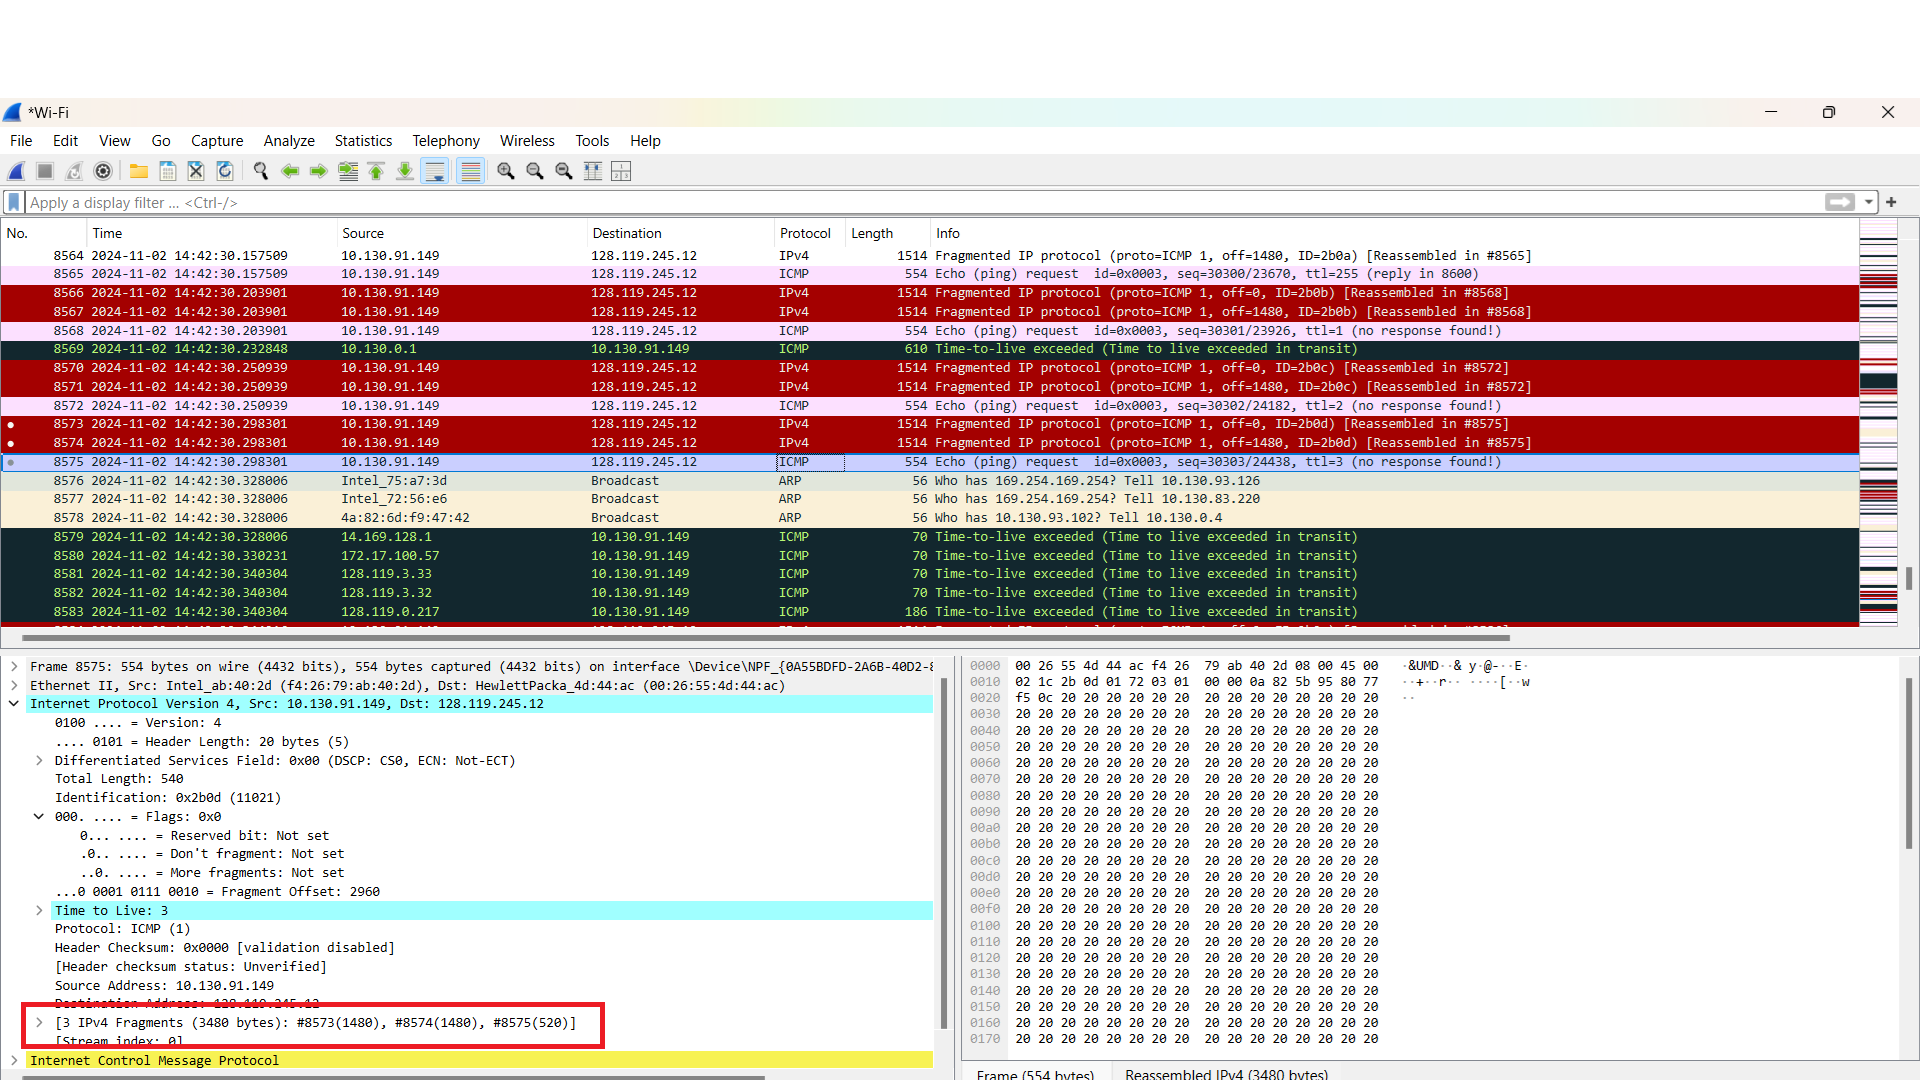 *Wi-Fi
File Edit View Go Capture Analyze Statistics Telephony Wireless Tools Help
Apply a display filter ... <Ctrl-/>
No. Time Source Destination Protocol Length Info
8564 2024-11-02 14:42:30.157509 10.130.91.149 128.119.245.12 IPv4 1514 Fragmented IP protocol (proto=ICMP 1, off=1480, ID=2b0a) [Reassembled in #8565]
8565 2024-11-02 14:42:30.157509 10.130.91.149 128.119.245.12 ICMP 554 Echo (ping) request id=0x0003, seq=30300/23670, ttl=255 (reply in 8600)
8566 2024-11-02 14:42:30.203901 10.130.91.149 128.119.245.12 IPv4 1514 Fragmented IP protocol (proto=ICMP 1, off=0, ID=2b0b) [Reassembled in #8568]
8567 2024-11-02 14:42:30.203901 10.130.91.149 128.119.245.12 IPv4 1514 Fragmented IP protocol (proto=ICMP 1, off=1480, ID=2b0b) [Reassembled in #8568]
8568 2024-11-02 14:42:30.203901 10.130.91.149 128.119.245.12 ICMP 554 Echo (ping) request id=0x0003, seq=30301/23926, ttl=1 (no response found!)
8569 2024-11-02 14:42:30.232848 10.130.0.1 10.130.91.149 ICMP 610 Time-to-live exceeded (Time to live exceeded in transit)
8570 2024-11-02 14:42:30.250939 10.130.91.149 128.119.245.12 IPv4 1514 Fragmented IP protocol (proto=ICMP 1, off=0, ID=2b0c) [Reassembled in #8572]
8571 2024-11-02 14:42:30.250939 10.130.91.149 128.119.245.12 IPv4 1514 Fragmented IP protocol (proto=ICMP 1, off=1480, ID=2b0c) [Reassembled in #8572]
8572 2024-11-02 14:42:30.250939 10.130.91.149 128.119.245.12 ICMP 554 Echo (ping) request id=0x0003, seq=30302/24182, ttl=2 (no response found!)
8573 2024-11-02 14:42:30.298301 10.130.91.149 128.119.245.12 IPv4 1514 Fragmented IP protocol (proto=ICMP 1, off=0, ID=2b0d) [Reassembled in #8575]
8574 2024-11-02 14:42:30.298301 10.130.91.149 128.119.245.12 IPv4 1514 Fragmented IP protocol (proto=ICMP 1, off=1480, ID=2b0d) [Reassembled in #8575]
8575 2024-11-02 14:42:30.298301 10.130.91.149 128.119.245.12 ICMP 554 Echo (ping) request id=0x0003, seq=30303/24438, ttl=3 (no response found!)
8576 2024-11-02 14:42:30.328006 Intel_75:a7:3d Broadcast ARP 56 Who has 169.254.169.254? Tell 10.130.93.126
8577 2024-11-02 14:42:30.328006 Intel_72:56:e6 Broadcast ARP 56 Who has 169.254.169.254? Tell 10.130.83.220
8578 2024-11-02 14:42:30.328006 4a:82:6d:f9:47:42 Broadcast ARP 56 Who has 10.130.93.102? Tell 10.130.0.4
8579 2024-11-02 14:42:30.328006 14.169.128.1 10.130.91.149 ICMP 70 Time-to-live exceeded (Time to live exceeded in transit)
8580 2024-11-02 14:42:30.330231 172.17.100.57 10.130.91.149 ICMP 70 Time-to-live exceeded (Time to live exceeded in transit)
8581 2024-11-02 14:42:30.340304 128.119.3.33 10.130.91.149 ICMP 70 Time-to-live exceeded (Time to live exceeded in transit)
8582 2024-11-02 14:42:30.340304 128.119.3.32 10.130.91.149 ICMP 70 Time-to-live exceeded (Time to live exceeded in transit)
8583 2024-11-02 14:42:30.340304 128.119.0.217 10.130.91.149 ICMP 186 Time-to-live exceeded (Time to live exceeded in transit)
Frame 8575: 554 bytes on wire (4432 bits), 554 bytes captured (4432 bits) on interface \Device\NPF_{0A55BDFD-2A6B-40D2-8
Ethernet II, Src: Intel_ab:40:2d (f4:26:79:ab:40:2d), Dst: HewlettPacka_4d:44:ac (00:26:55:4d:44:ac)
Internet Protocol Version 4, Src: 10.130.91.149, Dst: 128.119.245.12
0100 .... = Version: 4
.... 0101 = Header Length: 20 bytes (5)
Differentiated Services Field: 0x00 (DSCP: CS0, ECN: Not-ECT)
Total Length: 540
Identification: 0x2b0d (11021)
000. .... = Flags: 0x0
0... .... = Reserved bit: Not set
.0.. .... = Don't fragment: Not set
..0. .... = More fragments: Not set
...0 0001 0111 0010 = Fragment Offset: 2960
Time to Live: 3
Protocol: ICMP (1)
Header Checksum: 0x0000 [validation disabled]
[Header checksum status: Unverified]
Source Address: 10.130.91.149
Destination Address: 128.119.245.12
[3 IPv4 Fragments (3480 bytes): #8573(1480), #8574(1480), #8575(520)]
[Stream index: 0]
Internet Control Message Protocol
0000 00 26 55 4d 44 ac f4 26 79 ab 40 2d 08 00 45 00 ·&UMD··& y·@-··E·
0010 02 1c 2b 0d 01 72 03 01 00 00 0a 82 5b 95 80 77 ··+··r·· ····[··w
0020 f5 0c 20 20 20 20 20 20 20 20 20 20 20 20 20 20 ··
0030 20 20 20 20 20 20 20 20 20 20 20 20 20 20 20 20
0040 20 20 20 20 20 20 20 20 20 20 20 20 20 20 20 20
0050 20 20 20 20 20 20 20 20 20 20 20 20 20 20 20 20
0060 20 20 20 20 20 20 20 20 20 20 20 20 20 20 20 20
0070 20 20 20 20 20 20 20 20 20 20 20 20 20 20 20 20
0080 20 20 20 20 20 20 20 20 20 20 20 20 20 20 20 20
0090 20 20 20 20 20 20 20 20 20 20 20 20 20 20 20 20
00a0 20 20 20 20 20 20 20 20 20 20 20 20 20 20 20 20
00b0 20 20 20 20 20 20 20 20 20 20 20 20 20 20 20 20
00c0 20 20 20 20 20 20 20 20 20 20 20 20 20 20 20 20
00d0 20 20 20 20 20 20 20 20 20 20 20 20 20 20 20 20
00e0 20 20 20 20 20 20 20 20 20 20 20 20 20 20 20 20
00f0 20 20 20 20 20 20 20 20 20 20 20 20 20 20 20 20
0100 20 20 20 20 20 20 20 20 20 20 20 20 20 20 20 20
0110 20 20 20 20 20 20 20 20 20 20 20 20 20 20 20 20
0120 20 20 20 20 20 20 20 20 20 20 20 20 20 20 20 20
0130 20 20 20 20 20 20 20 20 20 20 20 20 20 20 20 20
0140 20 20 20 20 20 20 20 20 20 20 20 20 20 20 20 20
0150 20 20 20 20 20 20 20 20 20 20 20 20 20 20 20 20
0160 20 20 20 20 20 20 20 20 20 20 20 20 20 20 20 20
0170 20 20 20 20 20 20 20 20 20 20 20 20 20 20 20 20
Frame (554 bytes) Reassembled IPv4 (3480 bytes)